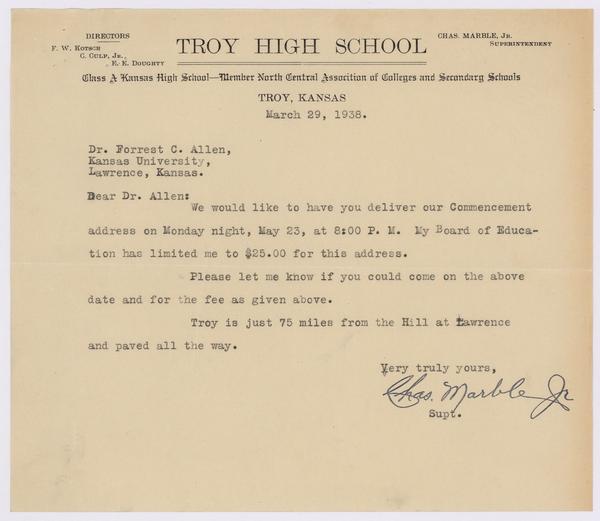 DIRECTORS
F. W. KOTSCH
C. CULP, JR.,
E. E. DOUGHTY
TROY HIGH SCHOOL
CHAS. MARBLE, JR.
SUPERINTENDENT
Class A Kansas High School—Member North Central Assocition of Colleges and Secondary Schools
TROY, KANSAS
March 29, 1938.
Dr. Forrest C. Allen,
Kansas University,
Lawrence, Kansas.
Dear Dr. Allen:
We would like to have you deliver our Commencement
address on Monday night, May 23, at 8:00 P. M. My Board of Educa-
tion has limited me to $25.00 for this address.
Please let me know if you could come on the above
date and for the fee as given above.
Troy is just 75 miles from the Hill at Lawrence
and paved all the way.
Very truly yours,
Chas. Marble Jr
Supt.